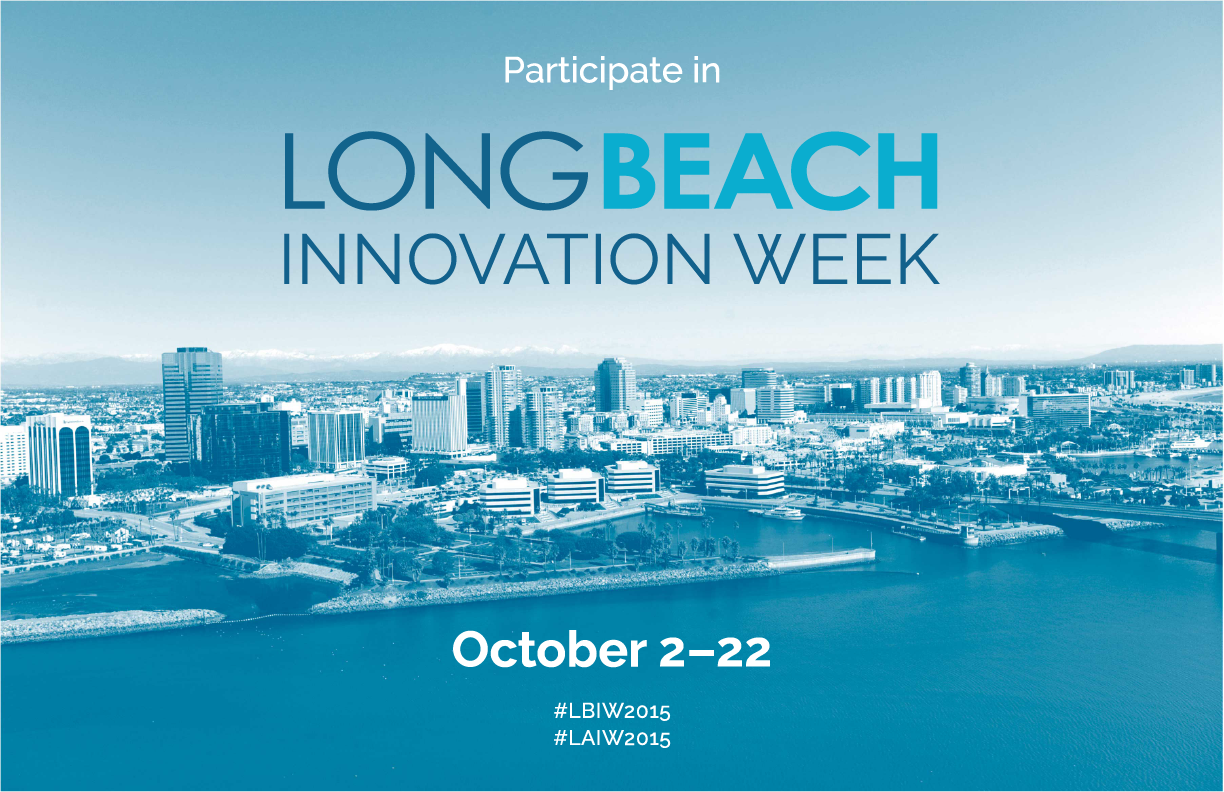 Participate in
LONGBEACH
INNOVATION WEEK
October 2–22
#LBIW2015
#LAIW2015